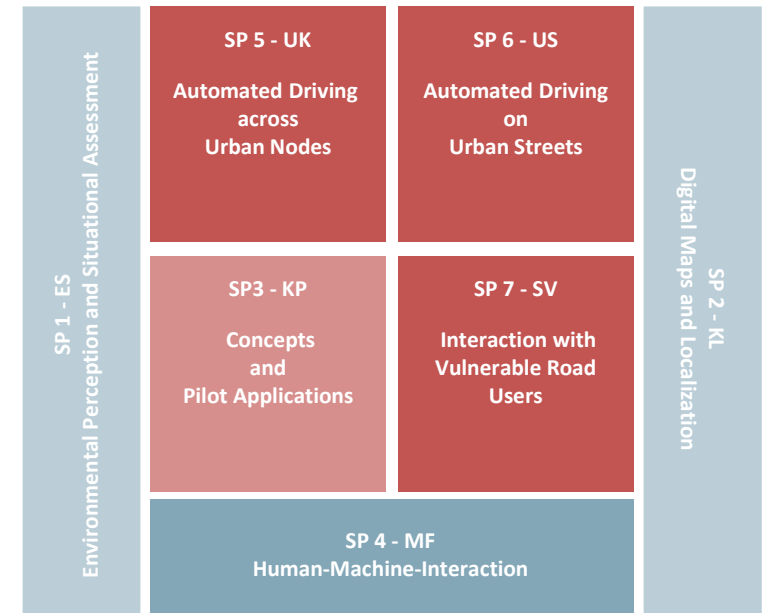 SP 1 - ES
Environmental Perception and Situational Assessment
SP 5 - UK
Automated Driving
across
Urban Nodes
SP 6 - US
Automated Driving
on
Urban Streets
SP3 - KP
Concepts
and
Pilot Applications
SP 7 - SV
Interaction with
Vulnerable Road
Users
SP 4 - MF
Human-Machine-Interaction
SP 2 - KL
Digital Maps and Localization